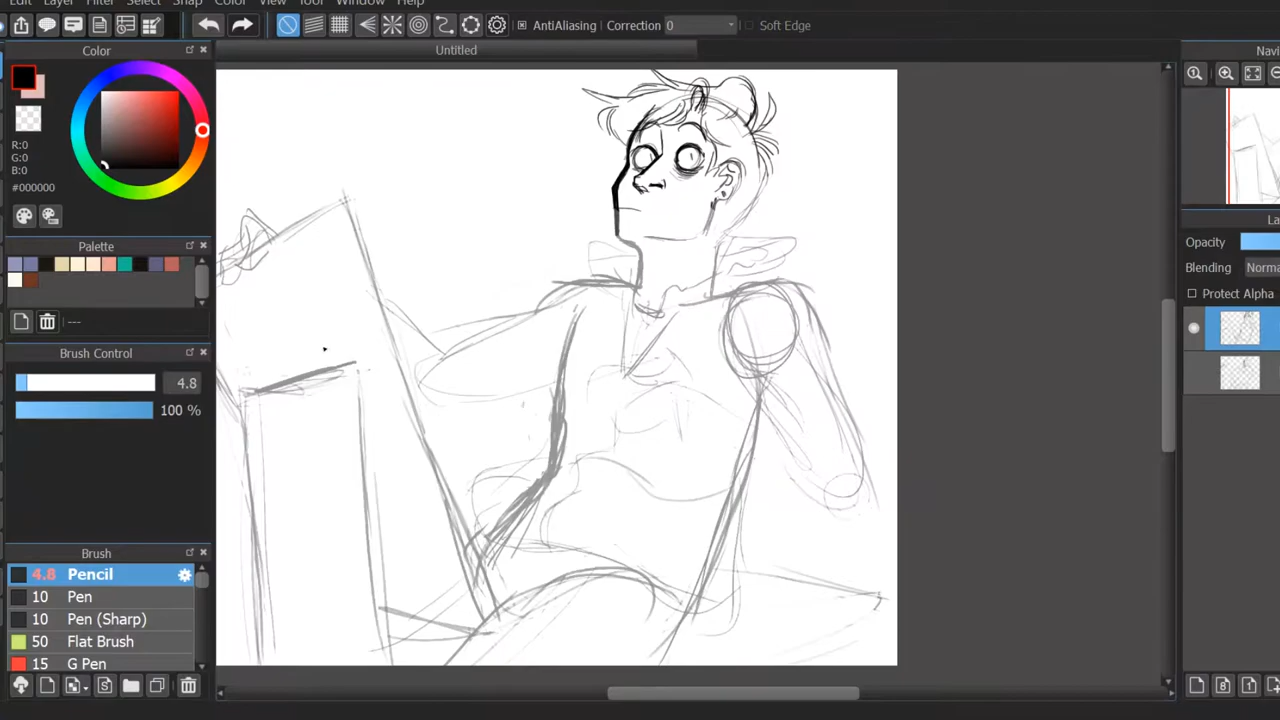 Edit Layer Filter Select Snap Color View Tool Window Help
AntiAliasing Correction 0 Soft Edge
Color
Untitled
Navi
R:0
G:0
B:0
#000000
La
Palette
Opacity
Blending Norma
Protect Alpha
---
Brush Control
4.8
100 %
Brush
4.8 Pencil
10 Pen
10 Pen (Sharp)
50 Flat Brush
15 G Pen